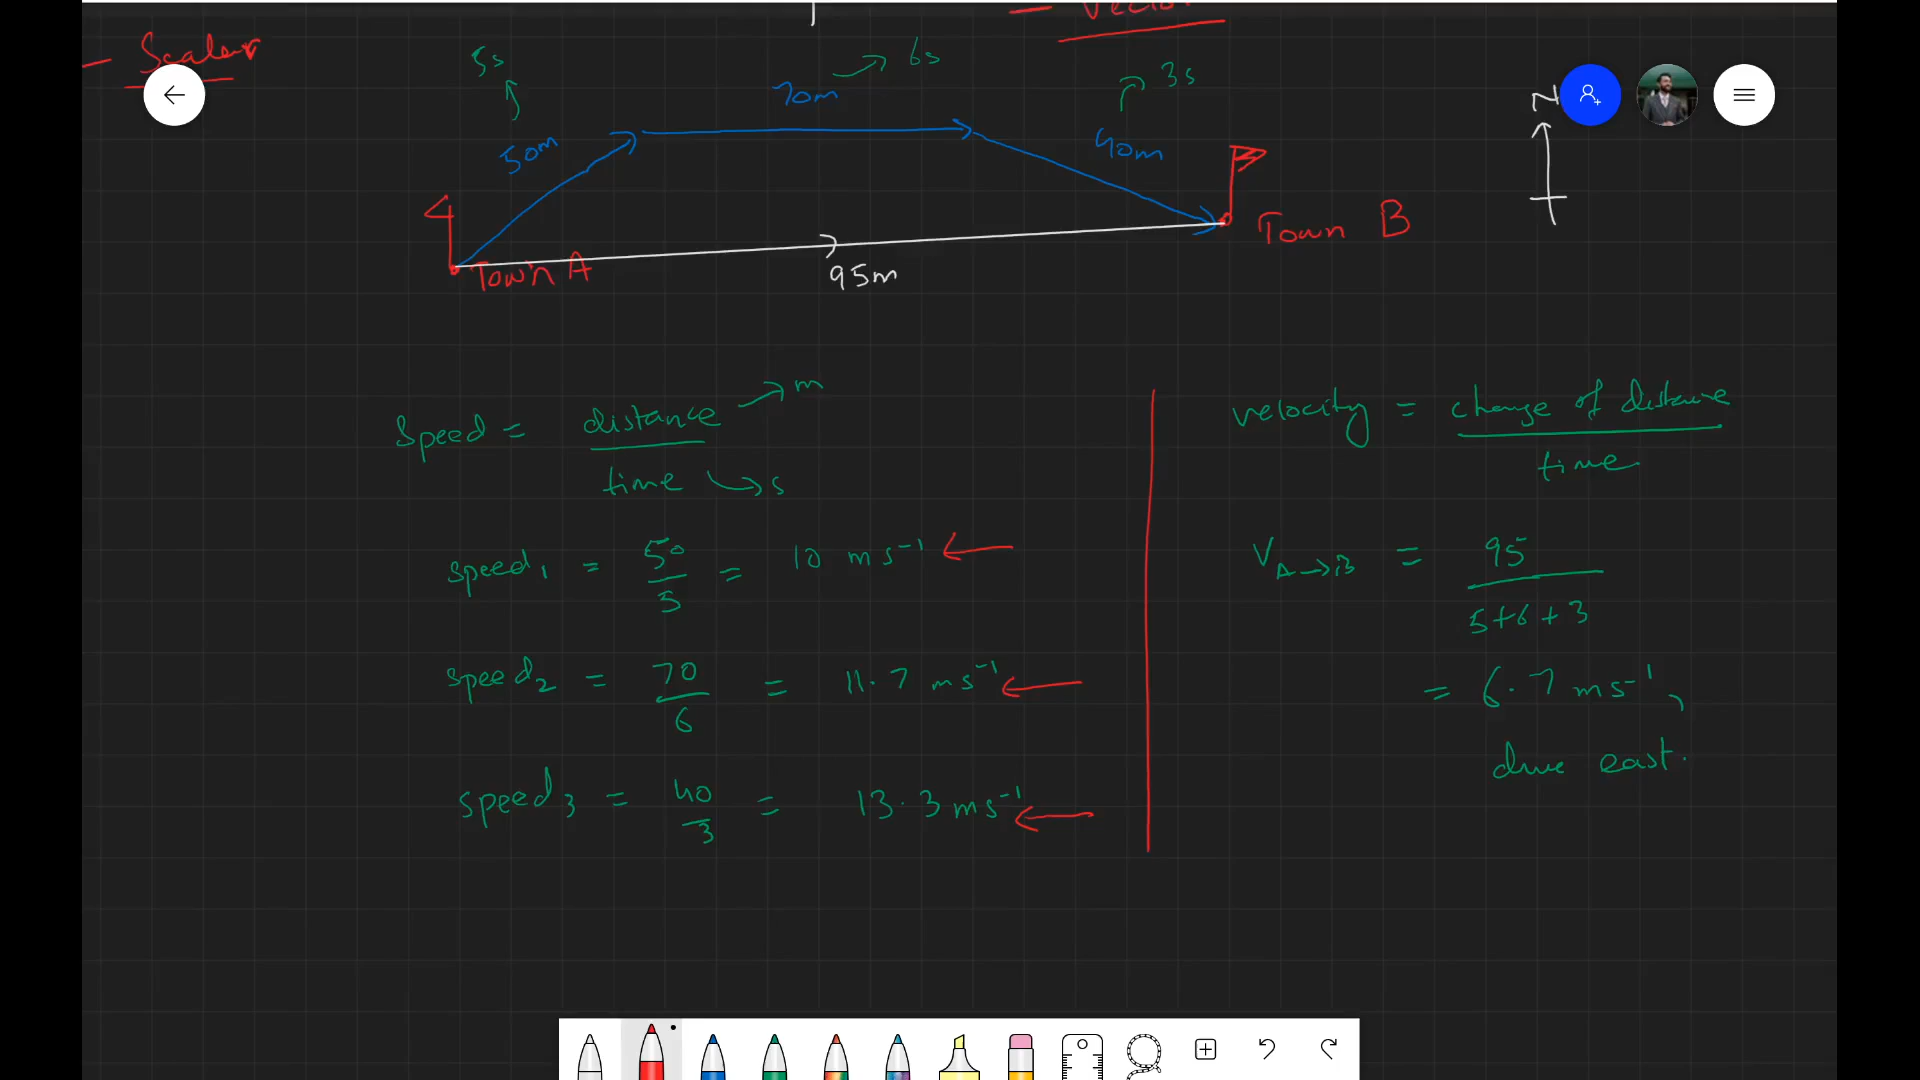 - Vector
- Scaler
5s
70m → 6s
3s
50m
40m
N
Town A
Town B
95m
Speed = distance → m
time → s
velocity = change of distance
time
speed1 = 50/5 = 10 ms⁻¹
V A→B = 95
5+6+3
speed2 = 70/6 = 11.7 ms⁻¹
= 6.7 ms⁻¹,
due east.
speed3 = 40/3 = 13.3 ms⁻¹